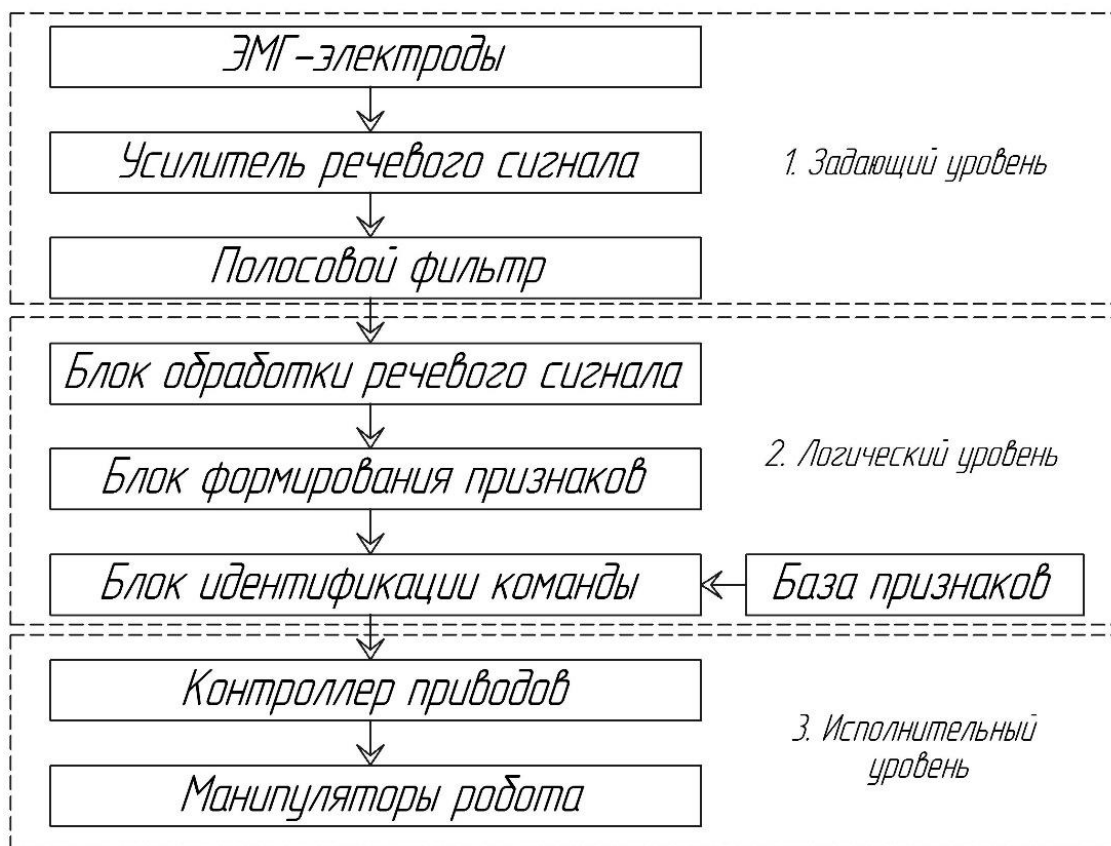 ЭМГ-электроды
Усилитель речевого сигнала
1. Задающий уровень
Полосовой фильтр
Блок обработки речевого сигнала
2. Логический уровень
Блок формирования признаков
Блок идентификации команды
База признаков
Контроллер приводов
3. Исполнительный
уровень
Манипуляторы робота